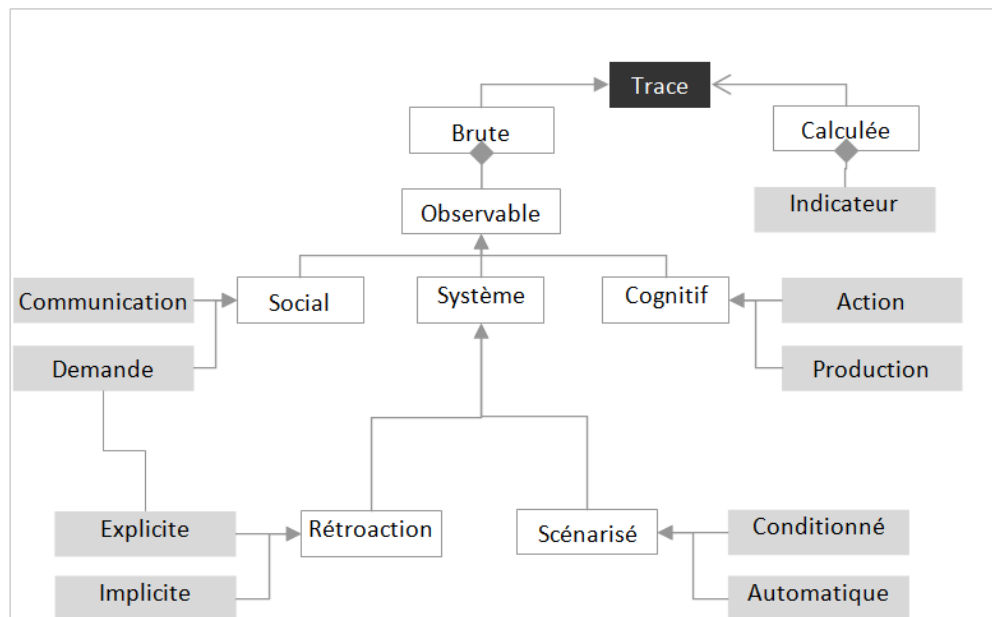 Trace
Brute
Calculée
Observable
Indicateur
Communication
Social
Système
Cognitif
Action
Demande
Production
Explicite
Rétroaction
Scénarisé
Conditionné
Implicite
Automatique